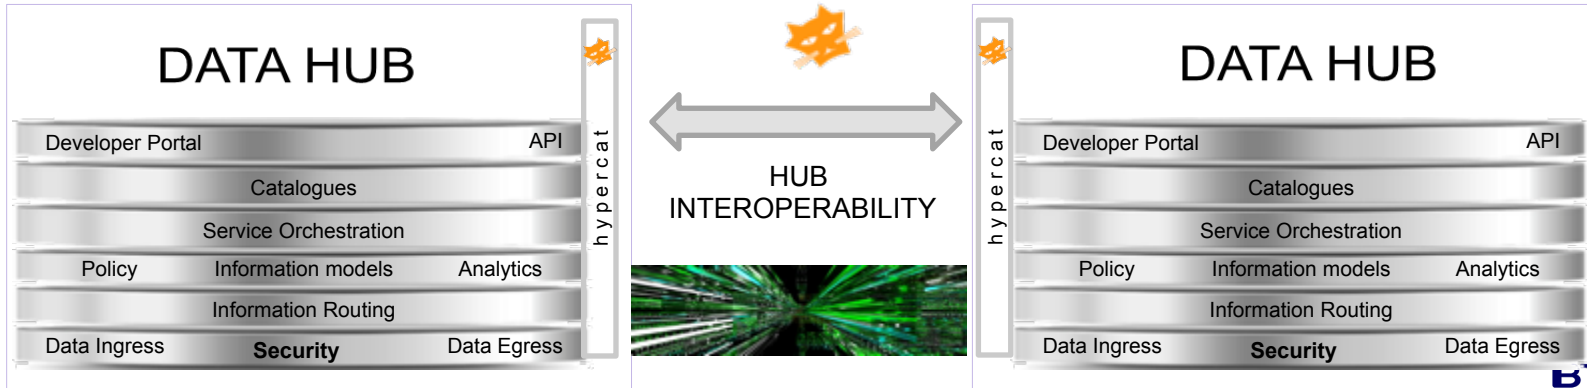 DATA HUB
Developer Portal API
Catalogues
Service Orchestration
Policy Information models Analytics
Information Routing
Data Ingress Security Data Egress
hypercat
HUB
INTEROPERABILITY
hypercat
DATA HUB
Developer Portal API
Catalogues
Service Orchestration
Policy Information models Analytics
Information Routing
Data Ingress Security Data Egress